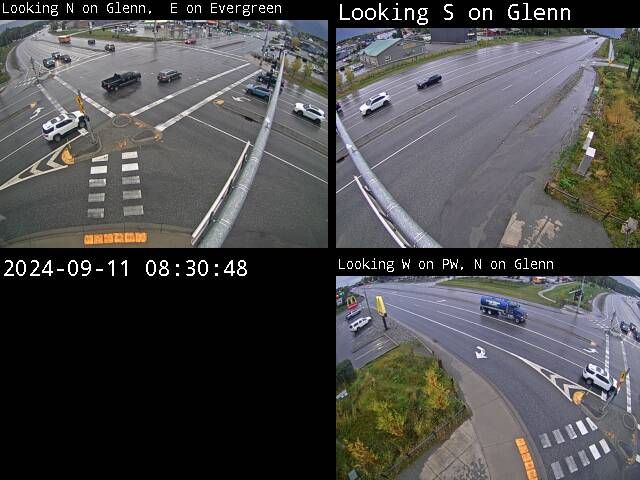 Looking N on Glenn,  E on Evergreen
Looking S on Glenn
2024-09-11 08:30:48
Looking W on PW, N on Glenn